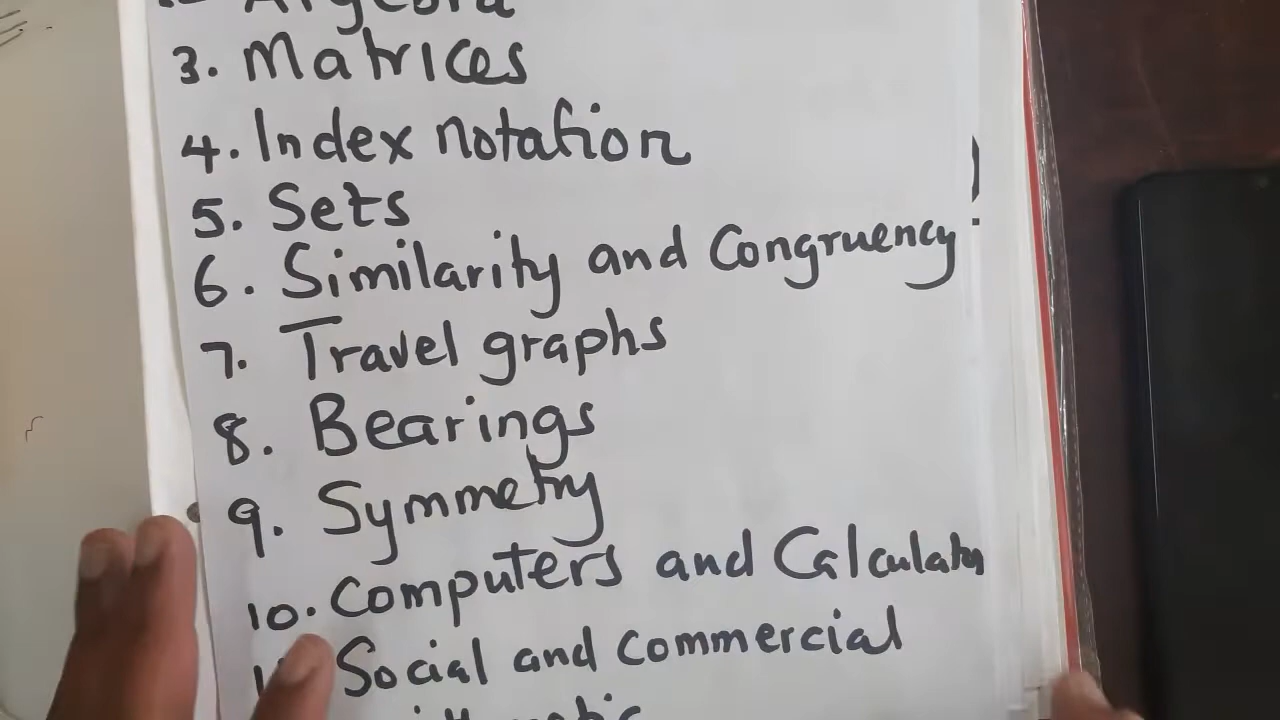 Algebra
3. Matrices
4. Index notation
5. Sets
6. Similarity and Congruency
7. Travel graphs
8. Bearings
9. Symmetry
10. Computers and Calculators
Social and commercial